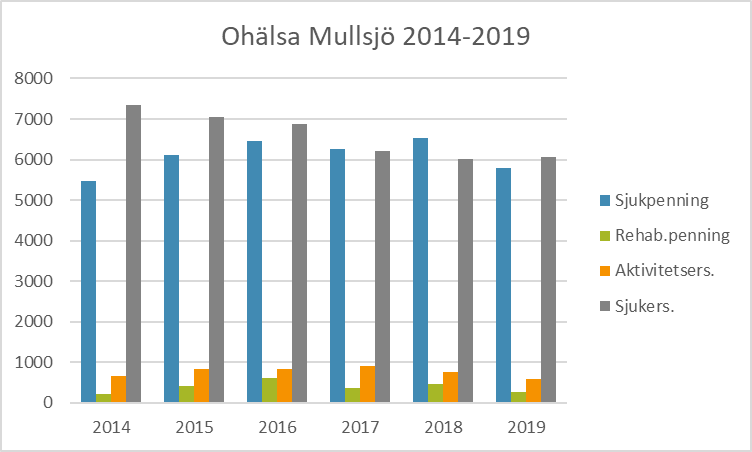 Ohälsa Mullsjö 2014-2019
8000
7000
6000
5000
4000
3000
2000
1000
0
2014 2015 2016 2017 2018 2019
Sjukpenning
Rehab.penning
Aktivitetsers.
Sjukers.